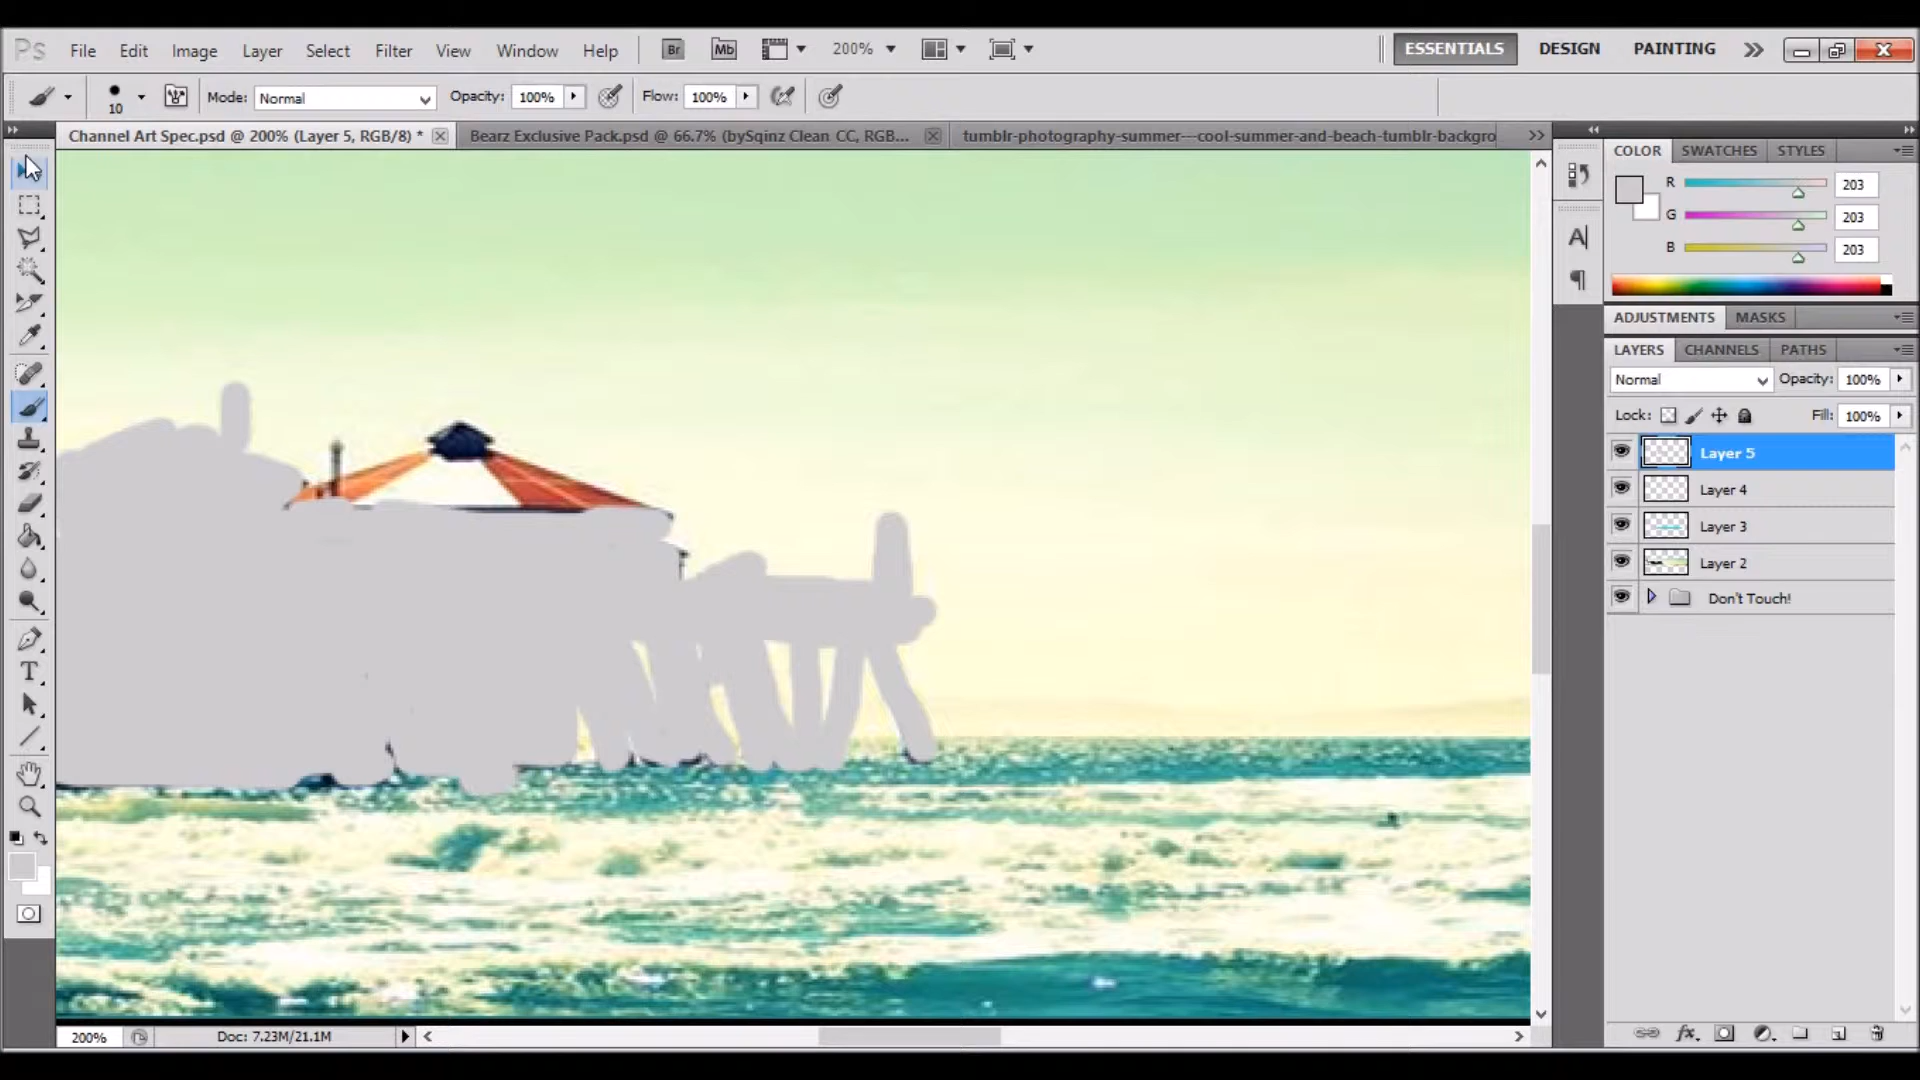 Ps File Edit Image Layer Select Filter View Window Help Br Mb 200% ESSENTIALS DESIGN PAINTING
10 Mode: Normal Opacity: 100% Flow: 100%
Channel Art Spec.psd @ 200% (Layer 5, RGB/8) * Bearz Exclusive Pack.psd @ 66.7% (bySqinz Clean CC, RGB... tumblr-photography-summer---cool-summer-and-beach-tumblr-backgro
COLOR SWATCHES STYLES
R 203
G 203
B 203
ADJUSTMENTS MASKS
LAYERS CHANNELS PATHS
Normal Opacity: 100%
Lock: Fill: 100%
Layer 5
Layer 4
Layer 3
Layer 2
Don't Touch!
T
A
200% Doc: 7.23M/21.1M
fx